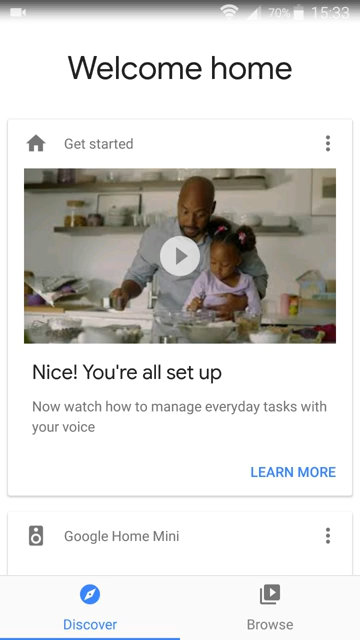 70% 15:33
Welcome home
Get started
Nice! You're all set up
Now watch how to manage everyday tasks with
your voice
LEARN MORE
Google Home Mini
Discover
Browse